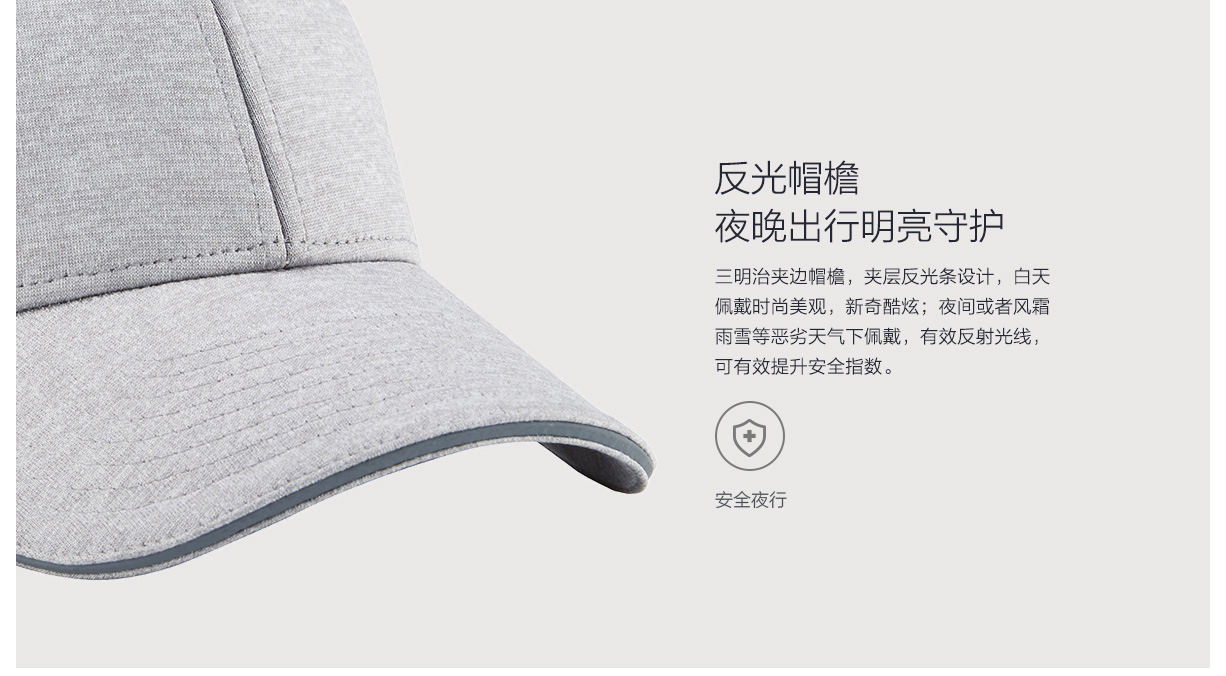 反光帽檐
夜晚出行明亮守护
三明治夹边帽檐，夹层反光条设计，白天
佩戴时尚美观，新奇酷炫；夜间或者风霜
雨雪等恶劣天气下佩戴，有效反射光线，
可有效提升安全指数。
安全夜行